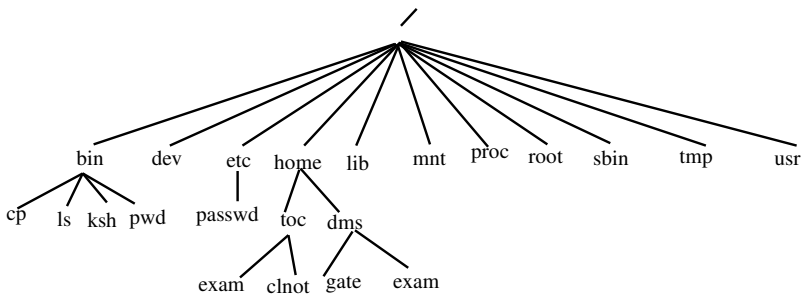 /
bin dev etc home lib mnt proc root sbin tmp usr
cp ls ksh pwd passwd toc dms
exam clnot gate exam